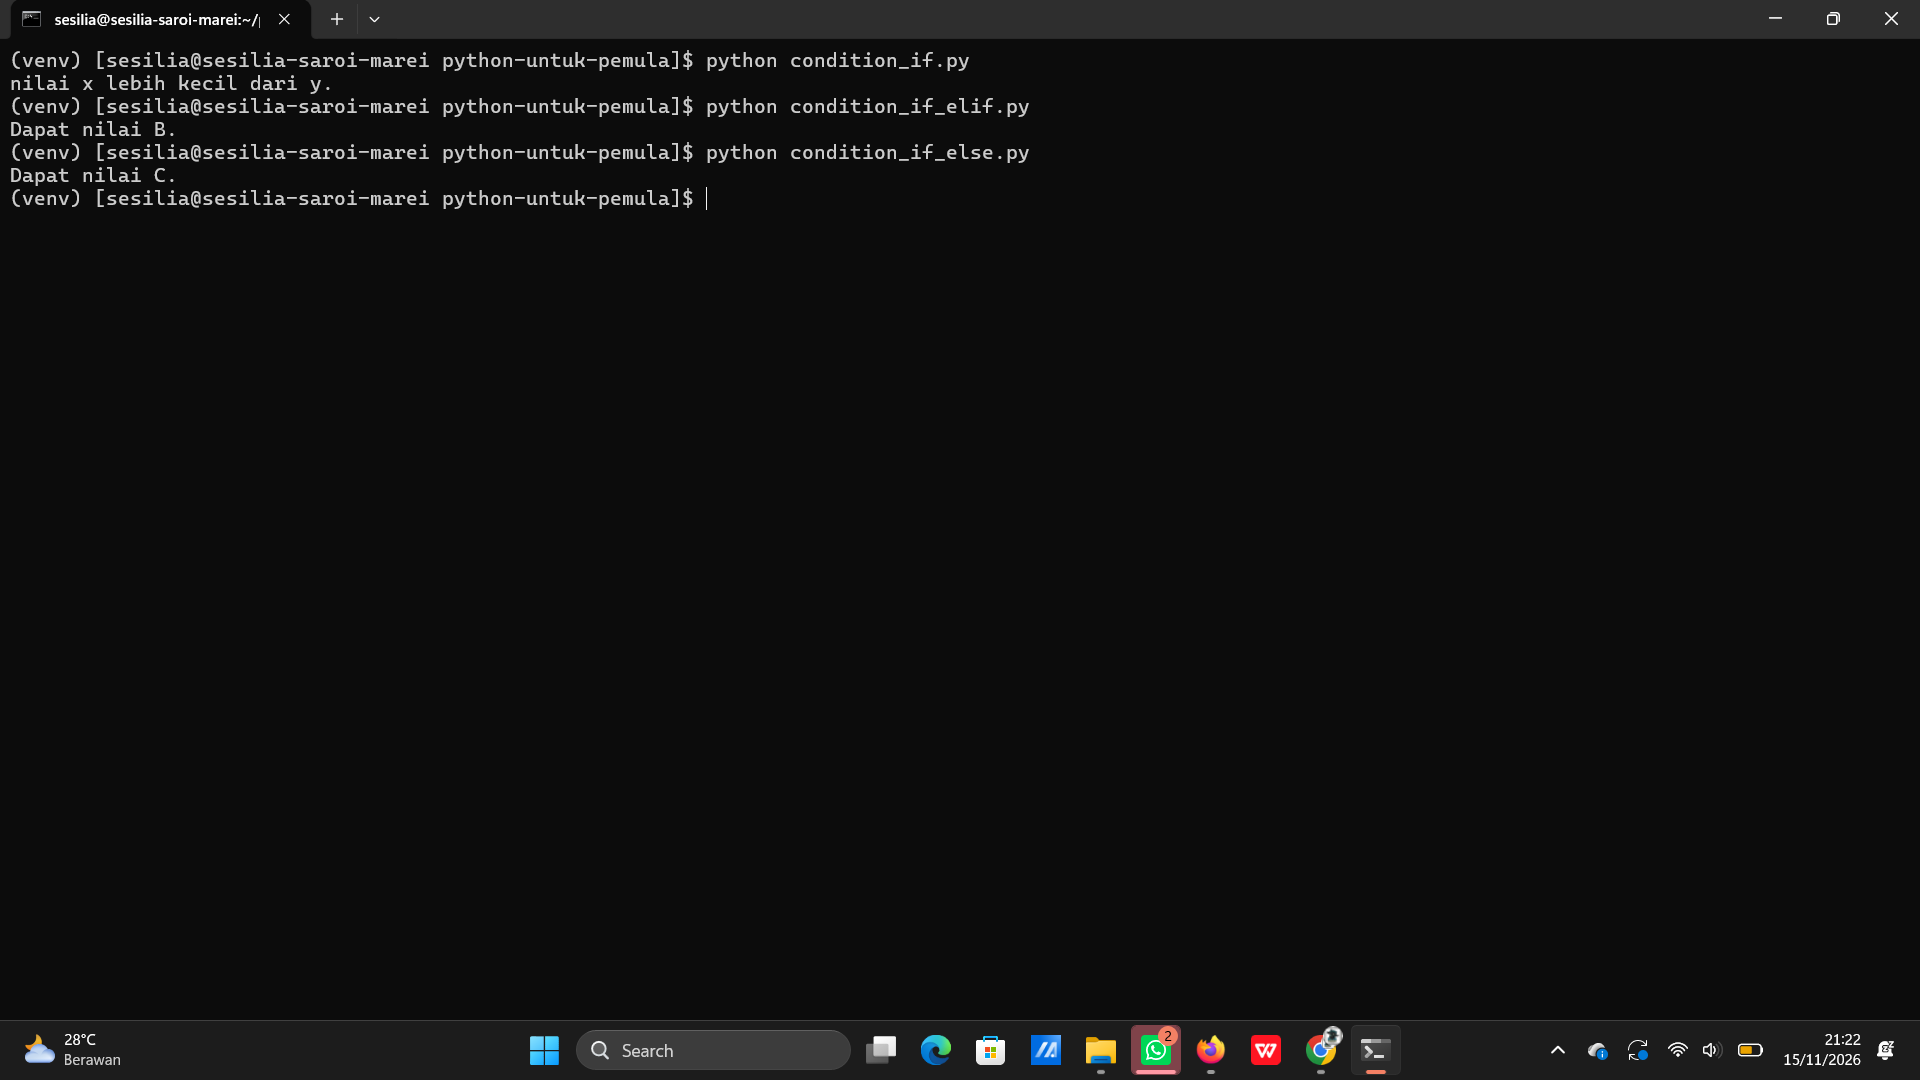 sesilia@sesilia-saroi-marei:~/
(venv) [sesilia@sesilia-saroi-marei python-untuk-pemula]$ python condition_if.py
nilai x lebih kecil dari y.
(venv) [sesilia@sesilia-saroi-marei python-untuk-pemula]$ python condition_if_elif.py
Dapat nilai B.
(venv) [sesilia@sesilia-saroi-marei python-untuk-pemula]$ python condition_if_else.py
Dapat nilai C.
(venv) [sesilia@sesilia-saroi-marei python-untuk-pemula]$
28°C
Berawan
Search
2
21:22
15/11/2026